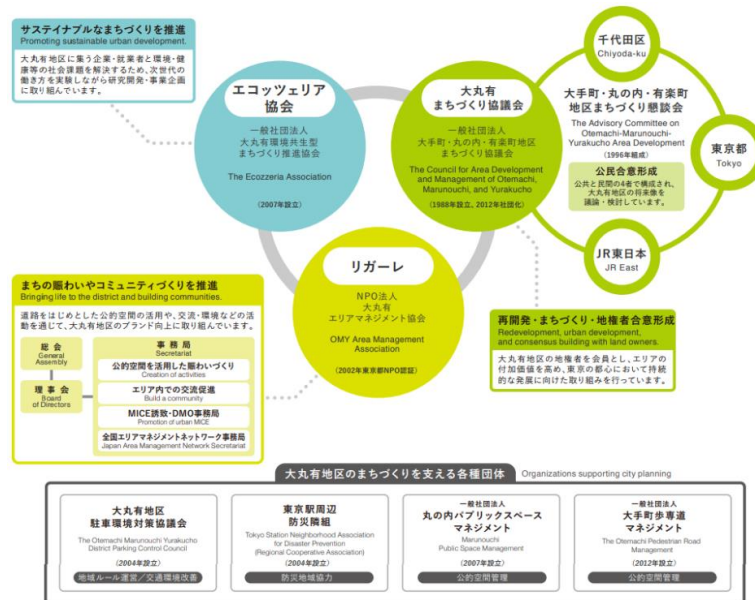 サステイナブルなまちづくりを推進
Promoting sustainable urban development.
大丸有地区に集う企業・就業者と環境・健
康等の社会課題を解決するため、次世代の
働き方を実験しながら研究開発・事業企画
に取り組んでいます。
エコッツェリア
協会
一般社団法人
大丸有環境共生型
まちづくり推進協会
The Ecozzeria Association
(2007年設立)
大丸有
まちづくり協議会
一般社団法人
大手町・丸の内・有楽町地区
まちづくり協議会
The Council for Area Development
and Management of Otemachi,
Marunouchi, and Yurakucho
(1988年設立、2012年社団化)
千代田区
Chiyoda-ku
大手町・丸の内・有楽町
地区まちづくり懇談会
The Advisory Committee on
Otemachi-Marunouchi-
Yurakucho Area Development
(1996年組成)
公民合意形成
公共と民間の4者で構成され、
大丸有地区の将来像を
議論・検討しています。
東京都
Tokyo
JR東日本
JR East
リガーレ
NPO法人
大丸有
エリアマネジメント協会
OMY Area Management
Association
(2002年東京都NPO認証)
まちの賑わいやコミュニティづくりを推進
Bringing life to the district and building communities.
道路をはじめとした公的空間の活用や、交流・環境などの活
動を通じて、大丸有地区のブランド向上に取り組んでいます。
総会
General
Assembly
理事会
Board
of Directors
事務局
Secretariat
公的空間を活用した賑わいづくり
Creation of activities
エリア内での交流促進
Build a community
MICE誘致・DMO事務局
Promotion of urban MICE
全国エリアマネジメントネットワーク事務局
Japan Area Management Network Secretariat
再開発・まちづくり・地権者合意形成
Redevelopment, urban development,
and consensus building with land owners.
大丸有地区の地権者を会員とし、エリアの
付加価値を高め、東京の都心において持続
的な発展に向けた取り組みを行っています。
大丸有地区のまちづくりを支える各種団体
Organizations supporting city planning
大丸有地区
駐車環境対策協議会
The Otemachi Marunouchi Yurakucho
District Parking Control Council
(2004年設立)
地域ルール運営/交通環境改善
東京駅周辺
防災隣組
Tokyo Station Neighborhood Association
for Disaster Prevention
(Regional Cooperative Association)
(2004年設立)
防災地域協力
一般社団法人
丸の内パブリックスペース
マネジメント
Marunouchi
Public Space Management
(2007年設立)
公的空間管理
一般社団法人
大手町歩専道
マネジメント
The Otemachi Pedestrian Road
Management
(2012年設立)
公的空間管理